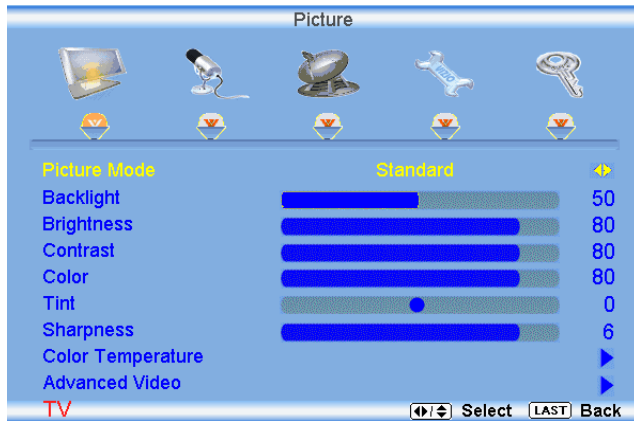 Picture
Picture Mode Standard
Backlight 50
Brightness 80
Contrast 80
Color 80
Tint 0
Sharpness 6
Color Temperature
Advanced Video
TV Select LAST Back